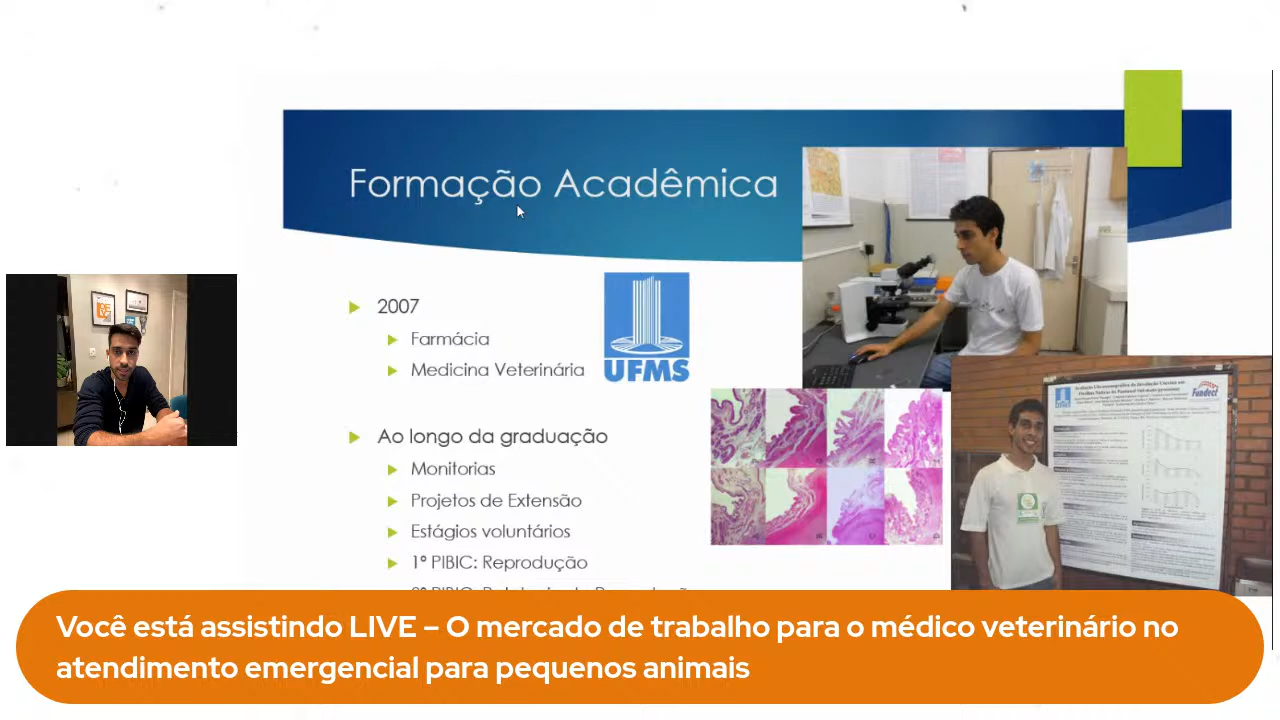 Formação Acadêmica
2007
Farmácia
Medicina Veterinária
UFMS
Ao longo da graduação
Monitorias
Projetos de Extensão
Estágios voluntários
1º PIBIC: Reprodução
Fundect
Você está assistindo LIVE – O mercado de trabalho para o médico veterinário no
atendimento emergencial para pequenos animais